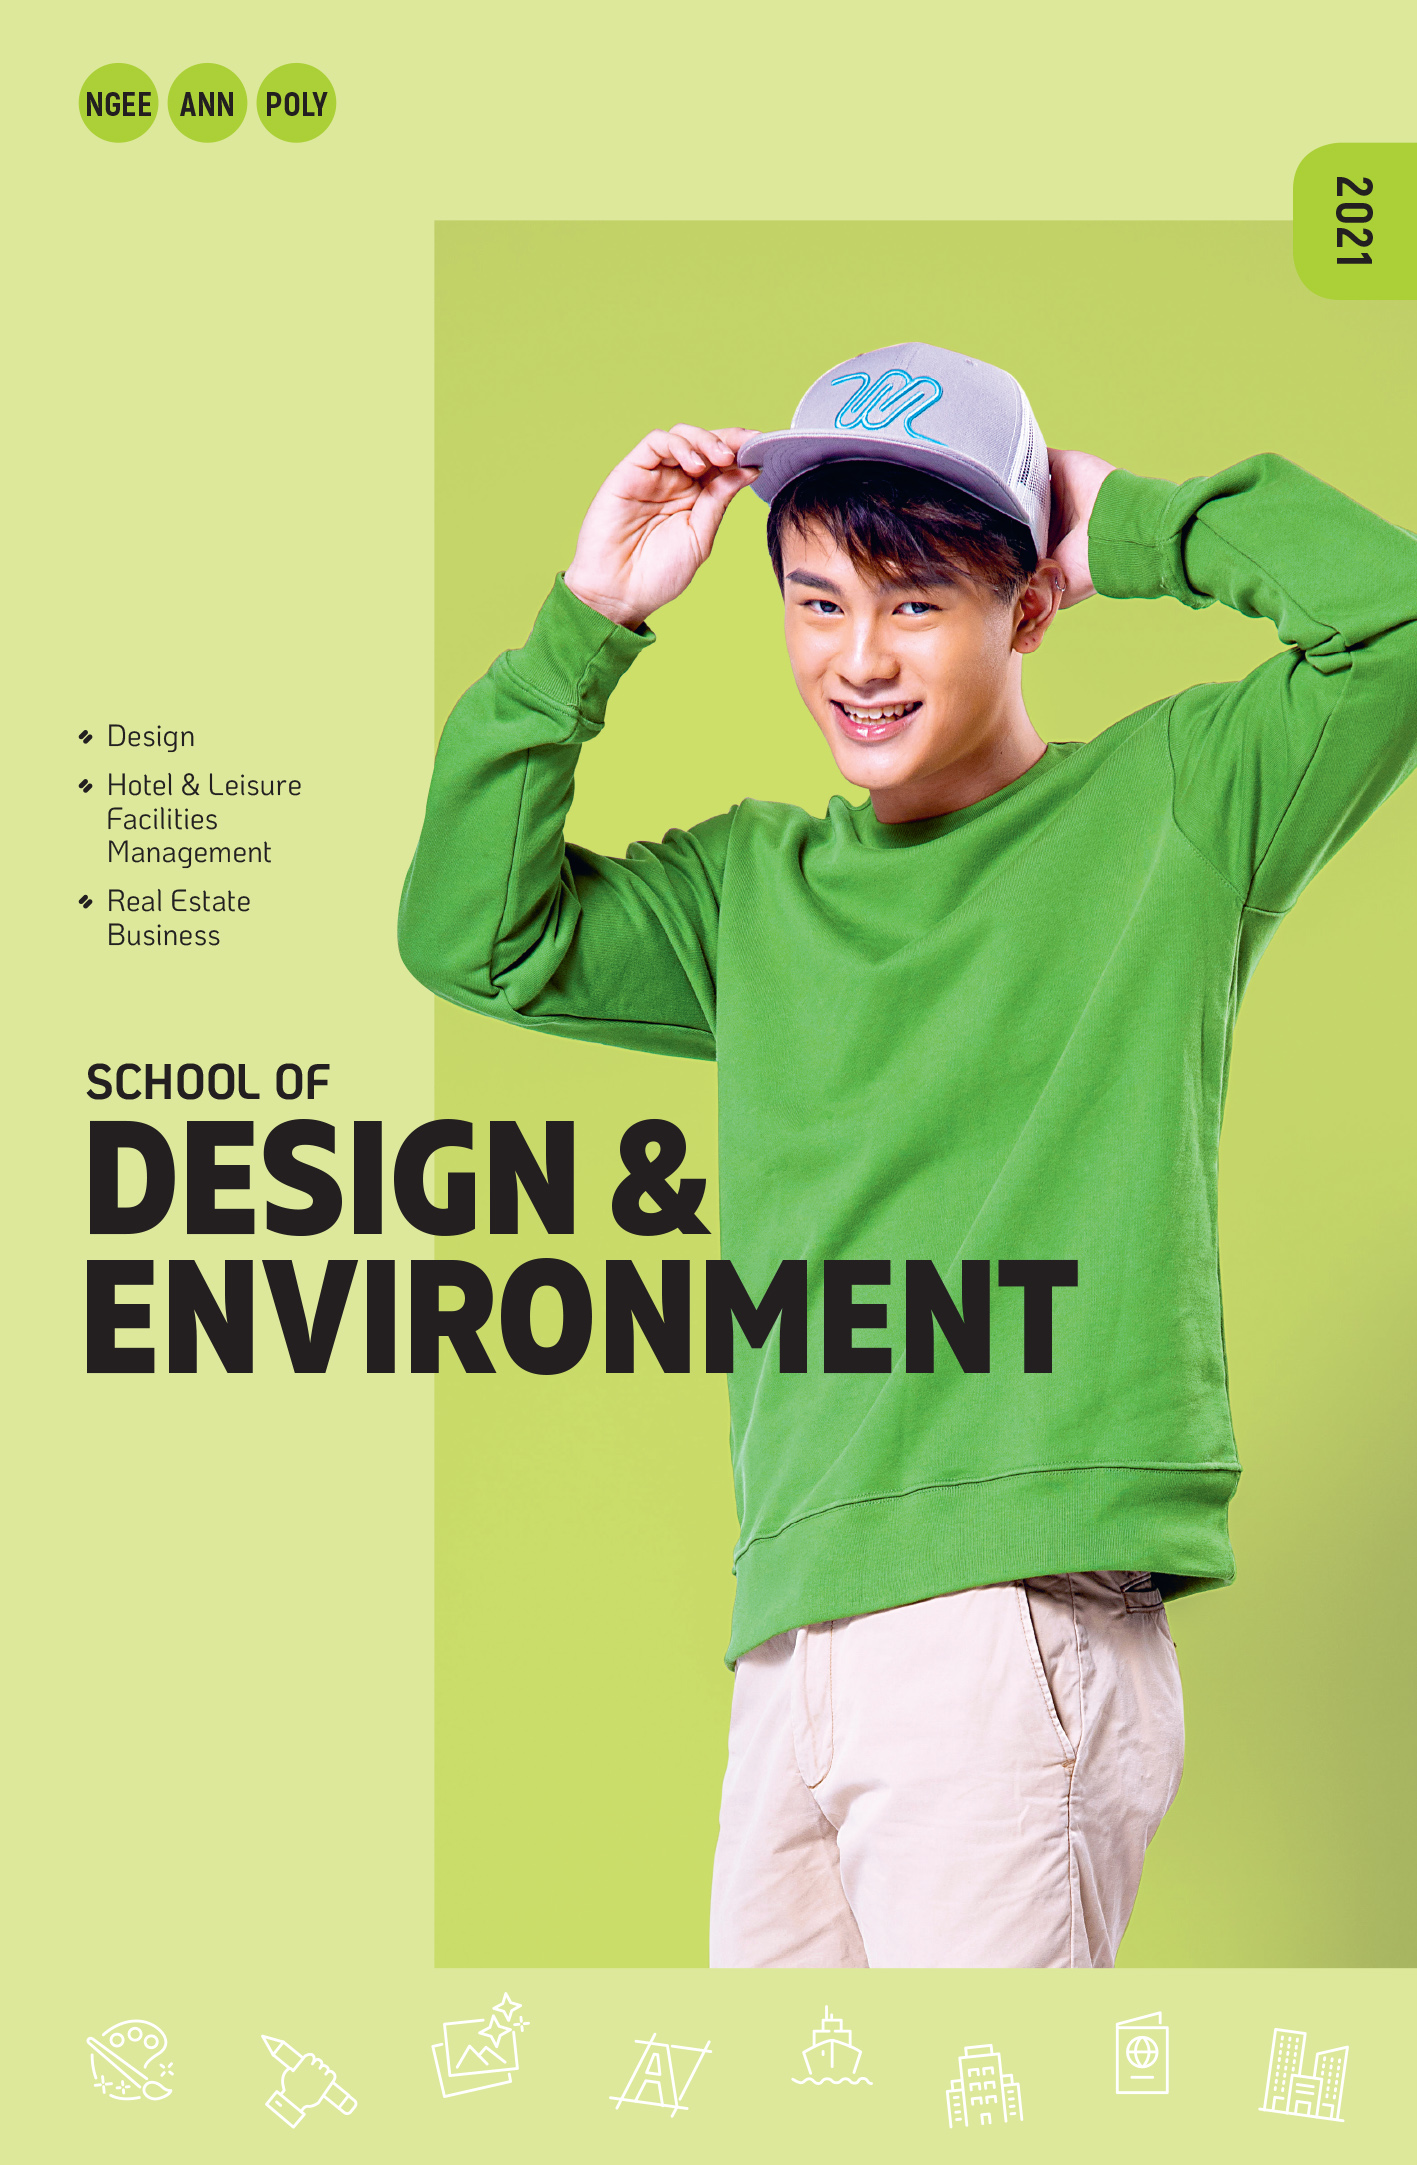 NGEE ANN POLY
2021
Design
Hotel & Leisure
Facilities
Management
Real Estate
Business
SCHOOL OF
DESIGN &
ENVIRONMENT